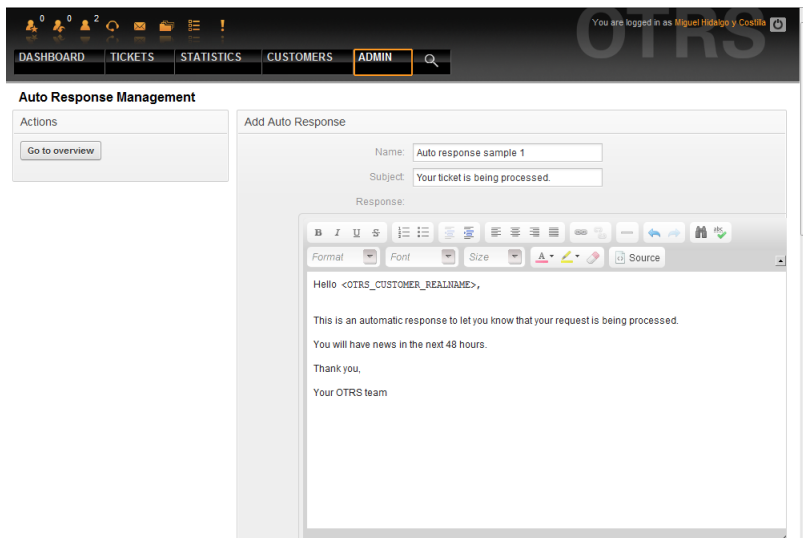 0 0 2
You are logged in as Miguel Hidalgo y Costilla
OTRS
DASHBOARD TICKETS STATISTICS CUSTOMERS ADMIN
Auto Response Management
Actions
Add Auto Response
Go to overview
Name: Auto response sample 1
Subject: Your ticket is being processed.
Response:
B I U S
abc
Format Font Size A Source
Hello <OTRS_CUSTOMER_REALNAME>,
This is an automatic response to let you know that your request is being processed.
You will have news in the next 48 hours.
Thank you,
Your OTRS team